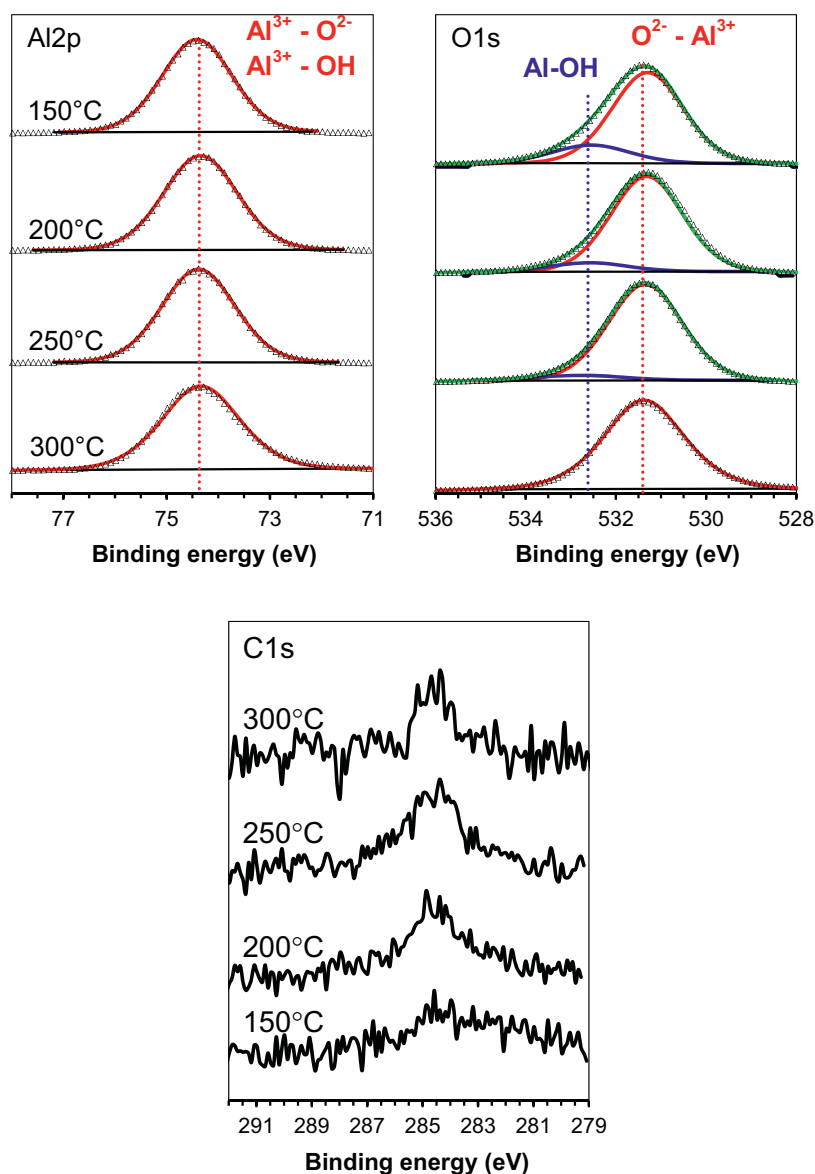 Al2p
Al³⁺ - O²⁻
Al³⁺ - OH
150°C
200°C
250°C
300°C
77 75 73 71
Binding energy (eV)
O1s
O²⁻ - Al³⁺
Al-OH
536 534 532 530 528
Binding energy (eV)
C1s
300°C
250°C
200°C
150°C
291 289 287 285 283 281 279
Binding energy (eV)